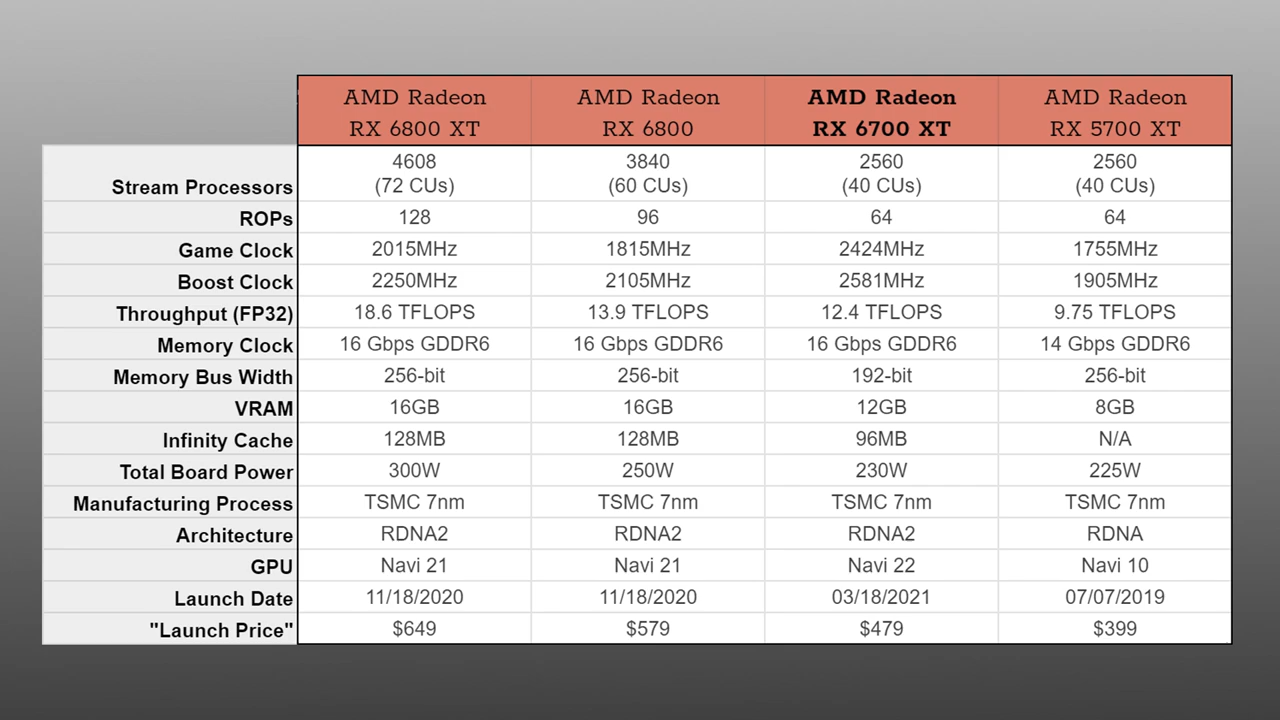 AMD Radeon RX 6800 XT AMD Radeon RX 6800 AMD Radeon RX 6700 XT AMD Radeon RX 5700 XT
Stream Processors 4608 (72 CUs) 3840 (60 CUs) 2560 (40 CUs) 2560 (40 CUs)
ROPs 128 96 64 64
Game Clock 2015MHz 1815MHz 2424MHz 1755MHz
Boost Clock 2250MHz 2105MHz 2581MHz 1905MHz
Throughput (FP32) 18.6 TFLOPS 13.9 TFLOPS 12.4 TFLOPS 9.75 TFLOPS
Memory Clock 16 Gbps GDDR6 16 Gbps GDDR6 16 Gbps GDDR6 14 Gbps GDDR6
Memory Bus Width 256-bit 256-bit 192-bit 256-bit
VRAM 16GB 16GB 12GB 8GB
Infinity Cache 128MB 128MB 96MB N/A
Total Board Power 300W 250W 230W 225W
Manufacturing Process TSMC 7nm TSMC 7nm TSMC 7nm TSMC 7nm
Architecture RDNA2 RDNA2 RDNA2 RDNA
GPU Navi 21 Navi 21 Navi 22 Navi 10
Launch Date 11/18/2020 11/18/2020 03/18/2021 07/07/2019
"Launch Price" $649 $579 $479 $399